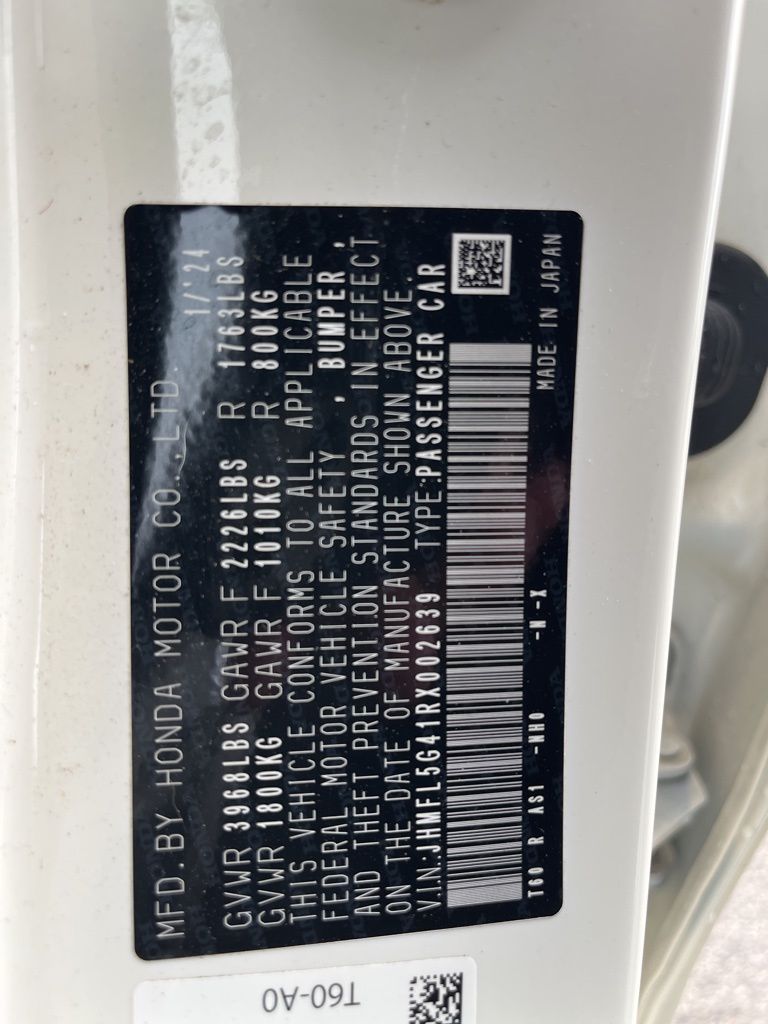 MFD.BY HONDA MOTOR CO.,LTD. 1/'24
GVWR 3968LBS GAWR F 2226LBS R 1763LBS
GVWR 1800KG GAWR F 1010KG R 800KG
THIS VEHICLE CONFORMS TO ALL APPLICABLE
FEDERAL MOTOR VEHICLE SAFETY , BUMPER,
AND THEFT PREVENTION STANDARDS IN EFFECT
ON THE DATE OF MANUFACTURE SHOWN ABOVE.
VIN:JHMFL5G41RX002639 TYPE:PASSENGER CAR
T60 R AS1 -NH0 -N-X MADE IN JAPAN
T60-A0